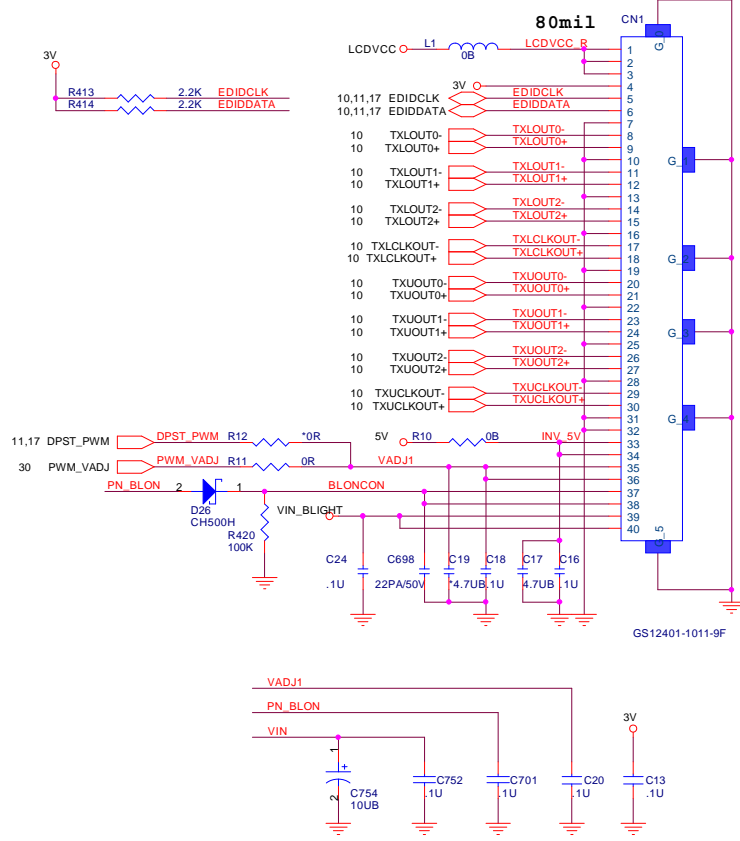 80mil
CN1
3V
R413 2.2K EDIDCLK
R414 2.2K EDIDDATA
LCDVCC L1 0B LCDVCC_R 1
2
3
3V 4
10,11,17 EDIDCLK EDIDCLK 5
10,11,17 EDIDDATA EDIDDATA 6
7
10 TXLOUT0- TXLOUT0- 8
10 TXLOUT0+ TXLOUT0+ 9
10
10 TXLOUT1- TXLOUT1- 11
10 TXLOUT1+ TXLOUT1+ 12
13
10 TXLOUT2- TXLOUT2- 14
10 TXLOUT2+ TXLOUT2+ 15
16
10 TXLCLKOUT- TXLCLKOUT- 17
10 TXLCLKOUT+ TXLCLKOUT+ 18
19
10 TXUOUT0- TXUOUT0- 20
10 TXUOUT0+ TXUOUT0+ 21
22
10 TXUOUT1- TXUOUT1- 23
10 TXUOUT1+ TXUOUT1+ 24
25
10 TXUOUT2- TXUOUT2- 26
10 TXUOUT2+ TXUOUT2+ 27
28
10 TXUCLKOUT- TXUCLKOUT- 29
10 TXUCLKOUT+ TXUCLKOUT+ 30
31
32
11,17 DPST_PWM DPST_PWM R12 *0R 5V R10 0B INV_5V 33
34
30 PWM_VADJ PWM_VADJ R11 0R VADJ1 35
36
PN_BLON 2 1 BLONCON 37
38
D26
CH500H
VIN_BLIGHT 39
40
R420
100K
G_1
G_2
G_3
G_4
G_5
C24 C698 C19 C18 C17 C16
.1U 22PA/50V *4.7UB .1U 4.7UB .1U
GS12401-1011-9F
VADJ1
PN_BLON
VIN
3V
1
+
2
C754
10UB
C752
.1U
C701
.1U
C20
.1U
C13
.1U